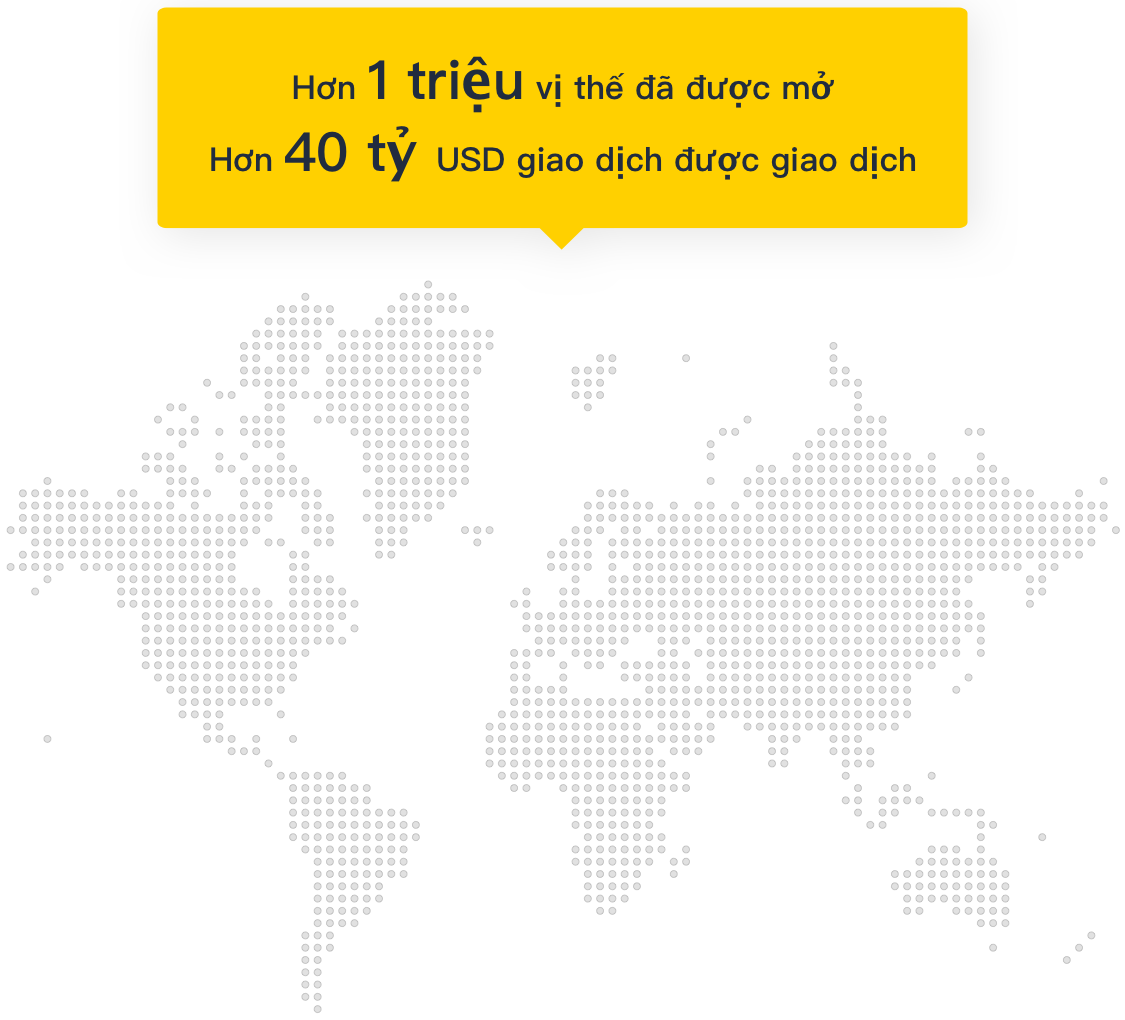 Hơn 1 triệu vị thế đã được mở
Hơn 40 tỷ USD giao dịch được giao dịch